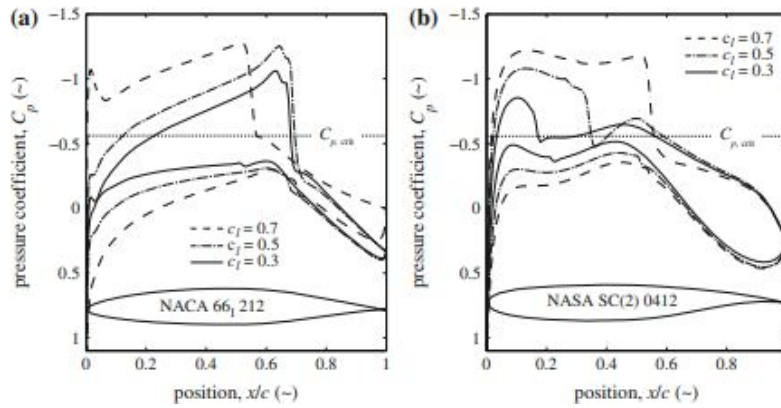 (a)
−1.5
−1
−0.5
0
0.5
1
pressure coefficient, C_p (~)
C_p, crit
c_l = 0.7
c_l = 0.5
c_l = 0.3
NACA 66₁ 212
0 0.2 0.4 0.6 0.8 1
position, x/c (~)
(b)
−1.5
−1
−0.5
0
0.5
1
pressure coefficient, C_p (~)
c_l = 0.7
c_l = 0.5
c_l = 0.3
C_p, crit
NASA SC(2) 0412
0 0.2 0.4 0.6 0.8
position, x/c (~)